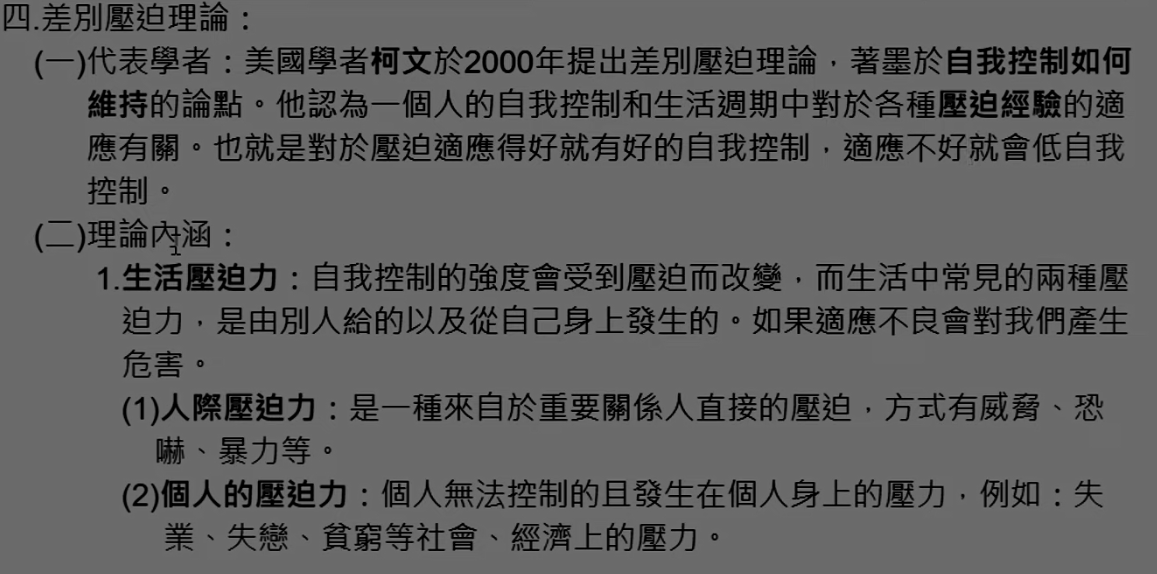 四.差別壓迫理論：
(一)代表學者：美國學者柯文於2000年提出差別壓迫理論，著墨於自我控制如何
維持的論點。他認為一個人的自我控制和生活週期中對於各種壓迫經驗的適
應有關。也就是對於壓迫適應得好就有好的自我控制，適應不好就會低自我
控制。
(二)理論內涵：
1.生活壓迫力：自我控制的強度會受到壓迫而改變，而生活中常見的兩種壓
迫力，是由別人給的以及從自己身上發生的。如果適應不良會對我們產生
危害。
(1)人際壓迫力：是一種來自於重要關係人直接的壓迫，方式有威脅、恐
嚇、暴力等。
(2)個人的壓迫力：個人無法控制的且發生在個人身上的壓力，例如：失
業、失戀、貧窮等社會、經濟上的壓力。